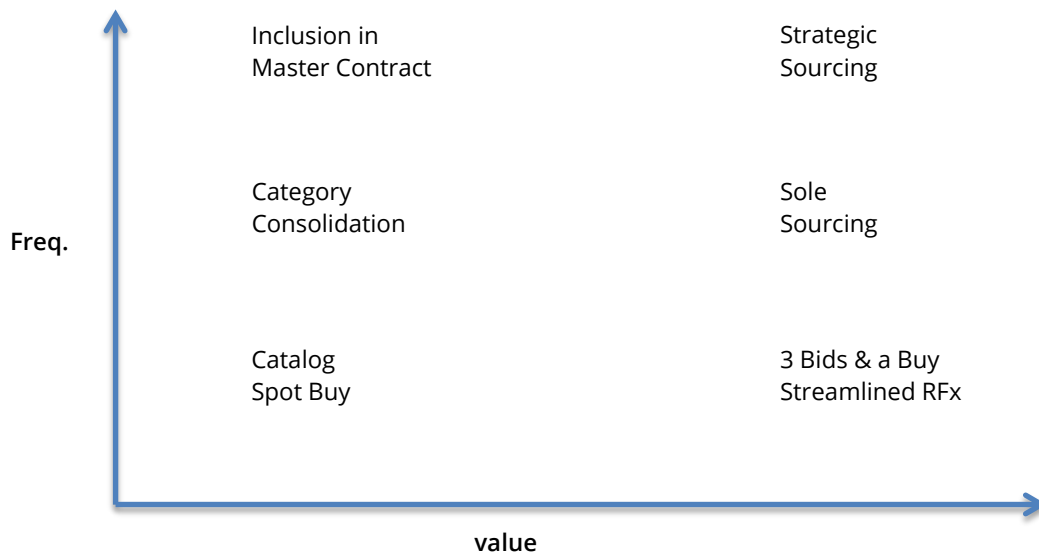 Inclusion in
Master Contract
Strategic
Sourcing
Category
Consolidation
Sole
Sourcing
Freq.
Catalog
Spot Buy
3 Bids & a Buy
Streamlined RFx
value